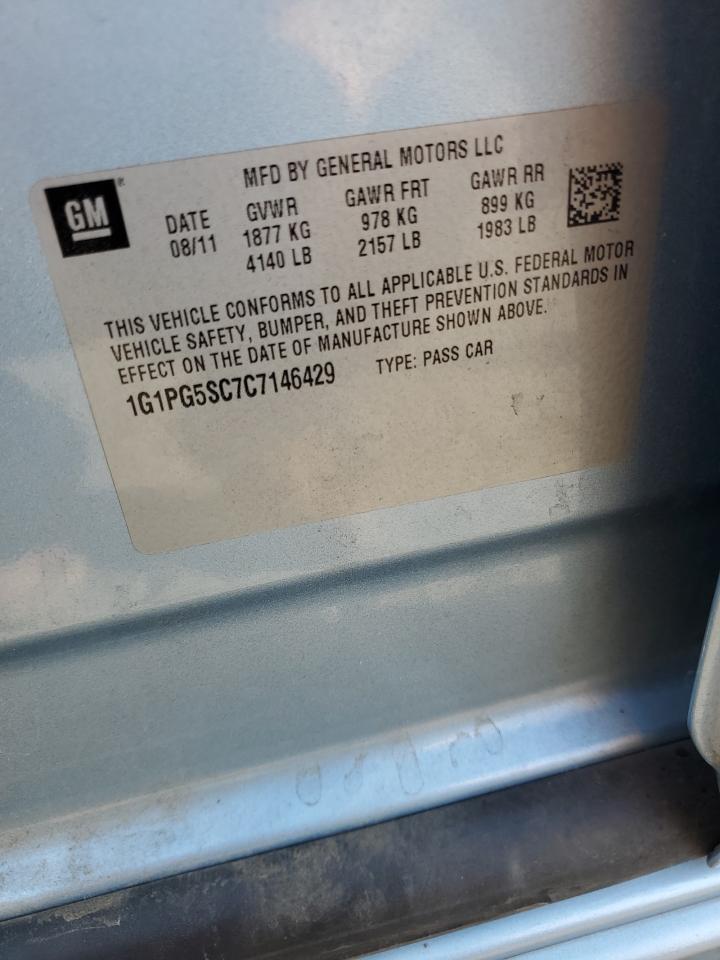 MFD BY GENERAL MOTORS LLC
GM®
DATE GVWR GAWR FRT GAWR RR
08/11 1877 KG 978 KG 899 KG
4140 LB 2157 LB 1983 LB
THIS VEHICLE CONFORMS TO ALL APPLICABLE U.S. FEDERAL MOTOR
VEHICLE SAFETY, BUMPER, AND THEFT PREVENTION STANDARDS IN
EFFECT ON THE DATE OF MANUFACTURE SHOWN ABOVE.
1G1PG5SC7C7146429 TYPE: PASS CAR